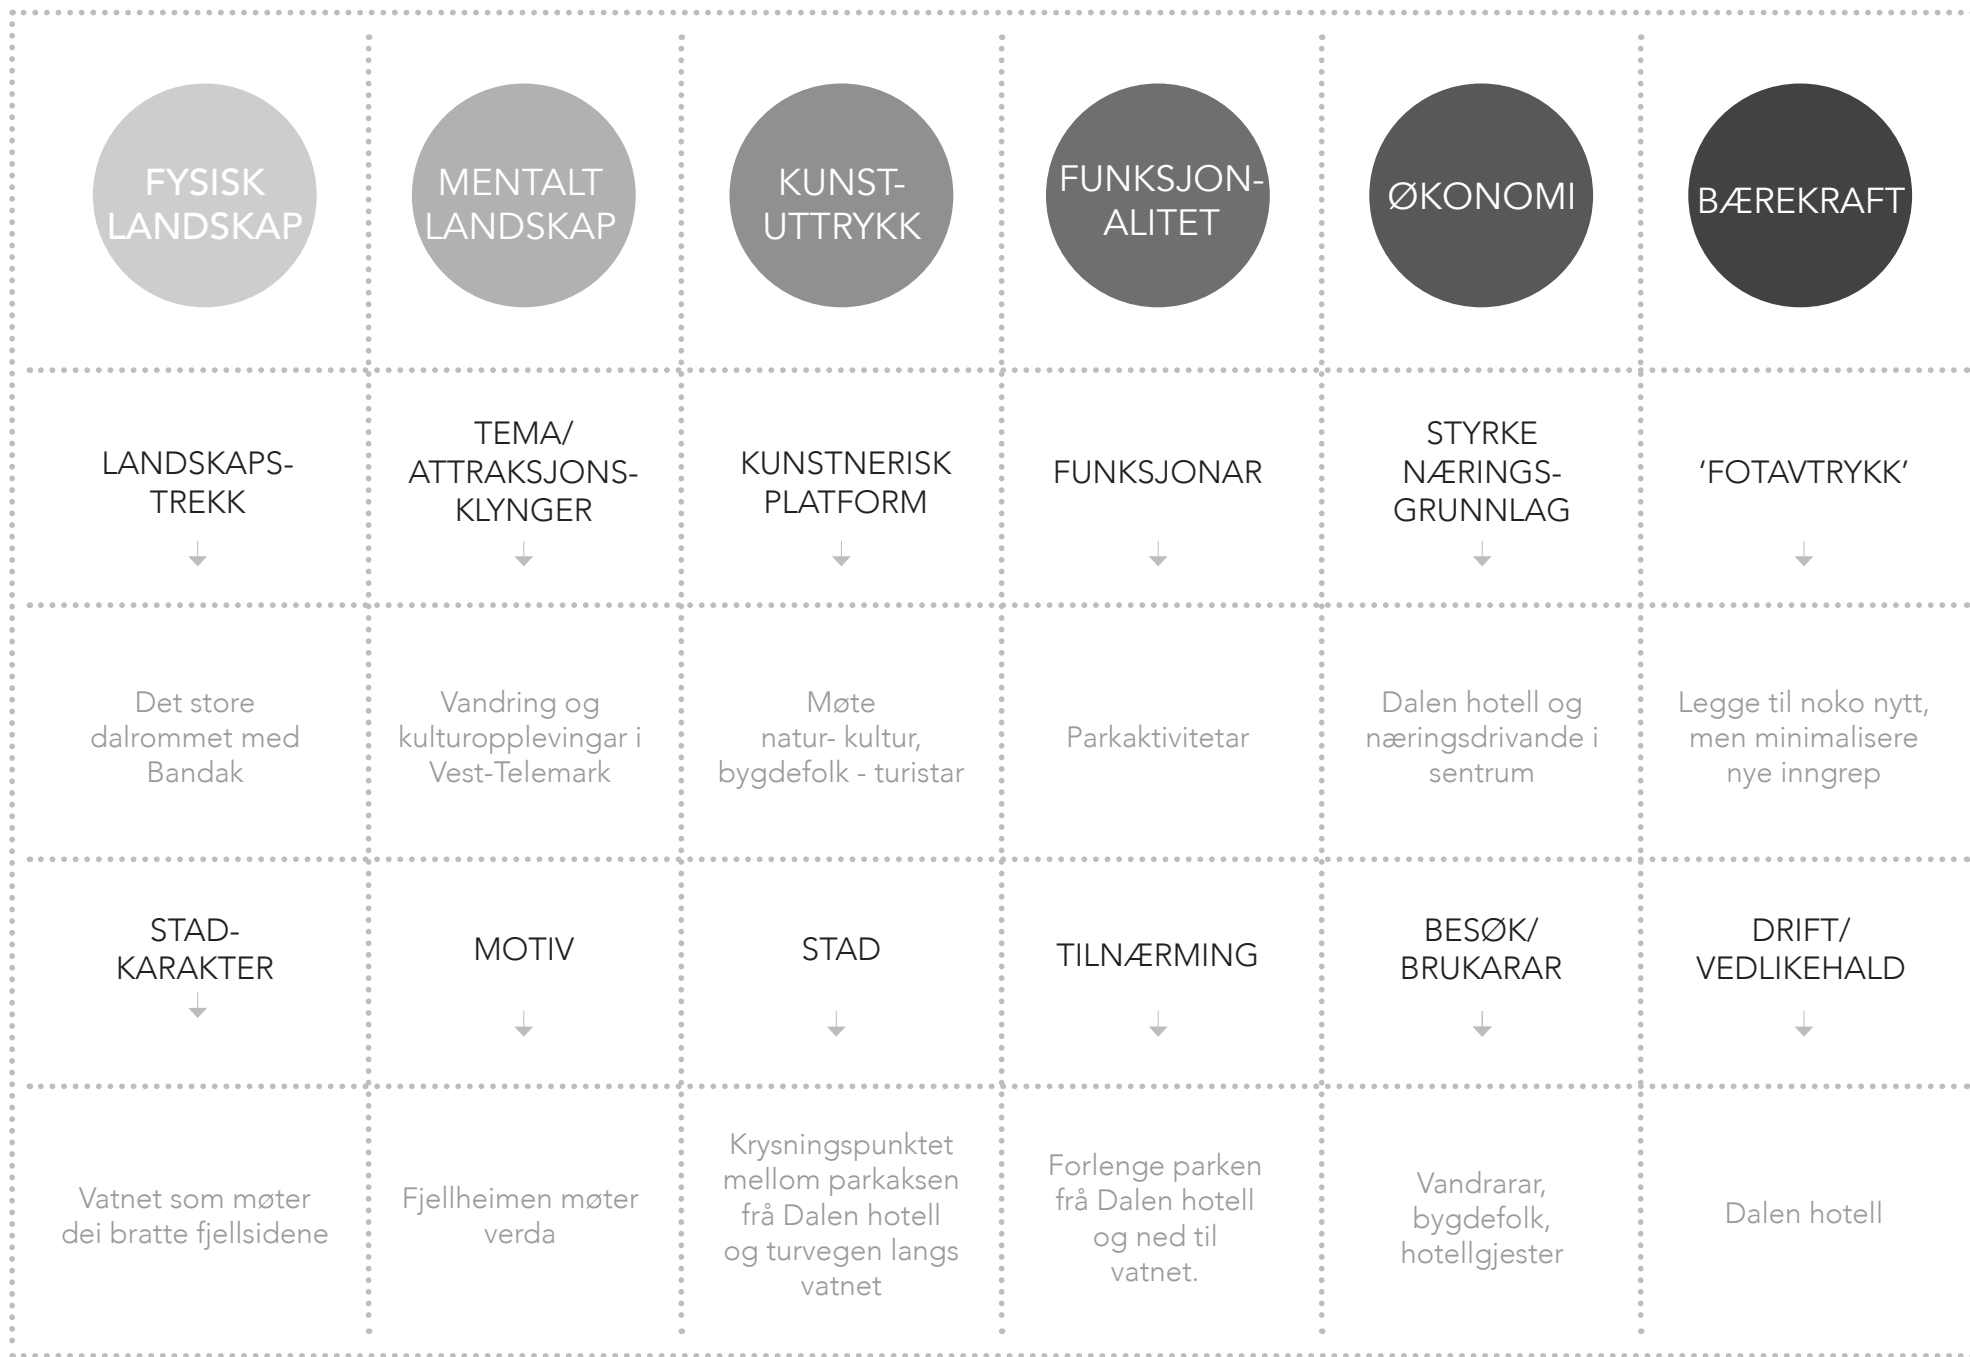 FYSISK
LANDSKAP
MENTALT
LANDSKAP
KUNST-
UTTRYKK
FUNKSJON-
ALITET
ØKONOMI
BÆREKRAFT
LANDSKAPS-
TREKK
TEMA/
ATTRAKSJONS-
KLYNGER
KUNSTNERISK
PLATFORM
FUNKSJONAR
STYRKE
NÆRINGS-
GRUNNLAG
‘FOTAVTRYKK’
Det store
dalrommet med
Bandak
Vandring og
kulturopplevingar i
Vest-Telemark
Møte
natur- kultur,
bygdefolk - turistar
Parkaktivitetar
Dalen hotell og
næringsdrivande i
sentrum
Legge til noko nytt,
men minimalisere
nye inngrep
STAD-
KARAKTER
MOTIV
STAD
TILNÆRMING
BESØK/
BRUKARAR
DRIFT/
VEDLIKEHALD
Vatnet som møter
dei bratte fjellsidene
Fjellheimen møter
verda
Krysningspunktet
mellom parkaksen
frå Dalen hotell
og turvegen langs
vatnet
Forlenge parken
frå Dalen hotell
og ned til
vatnet.
Vandrarar,
bygdefolk,
hotellgjester
Dalen hotell